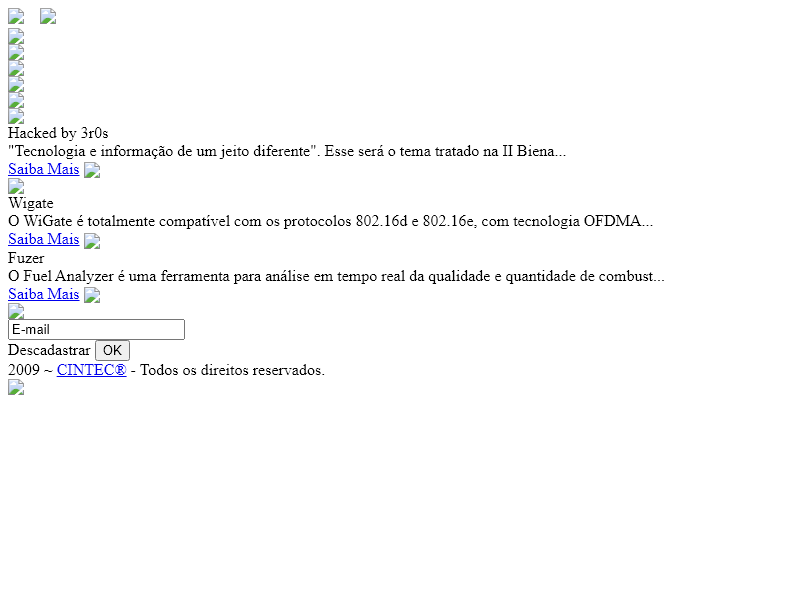 Hacked by 3r0s
"Tecnologia e informação de um jeito diferente". Esse será o tema tratado na II Biena...
Saiba Mais
Wigate
O WiGate é totalmente compatível com os protocolos 802.16d e 802.16e, com tecnologia OFDMA...
Saiba Mais
Fuzer
O Fuel Analyzer é uma ferramenta para análise em tempo real da qualidade e quantidade de combust...
Saiba Mais
E-mail
Descadastrar OK
2009 ~ CINTEC® - Todos os direitos reservados.